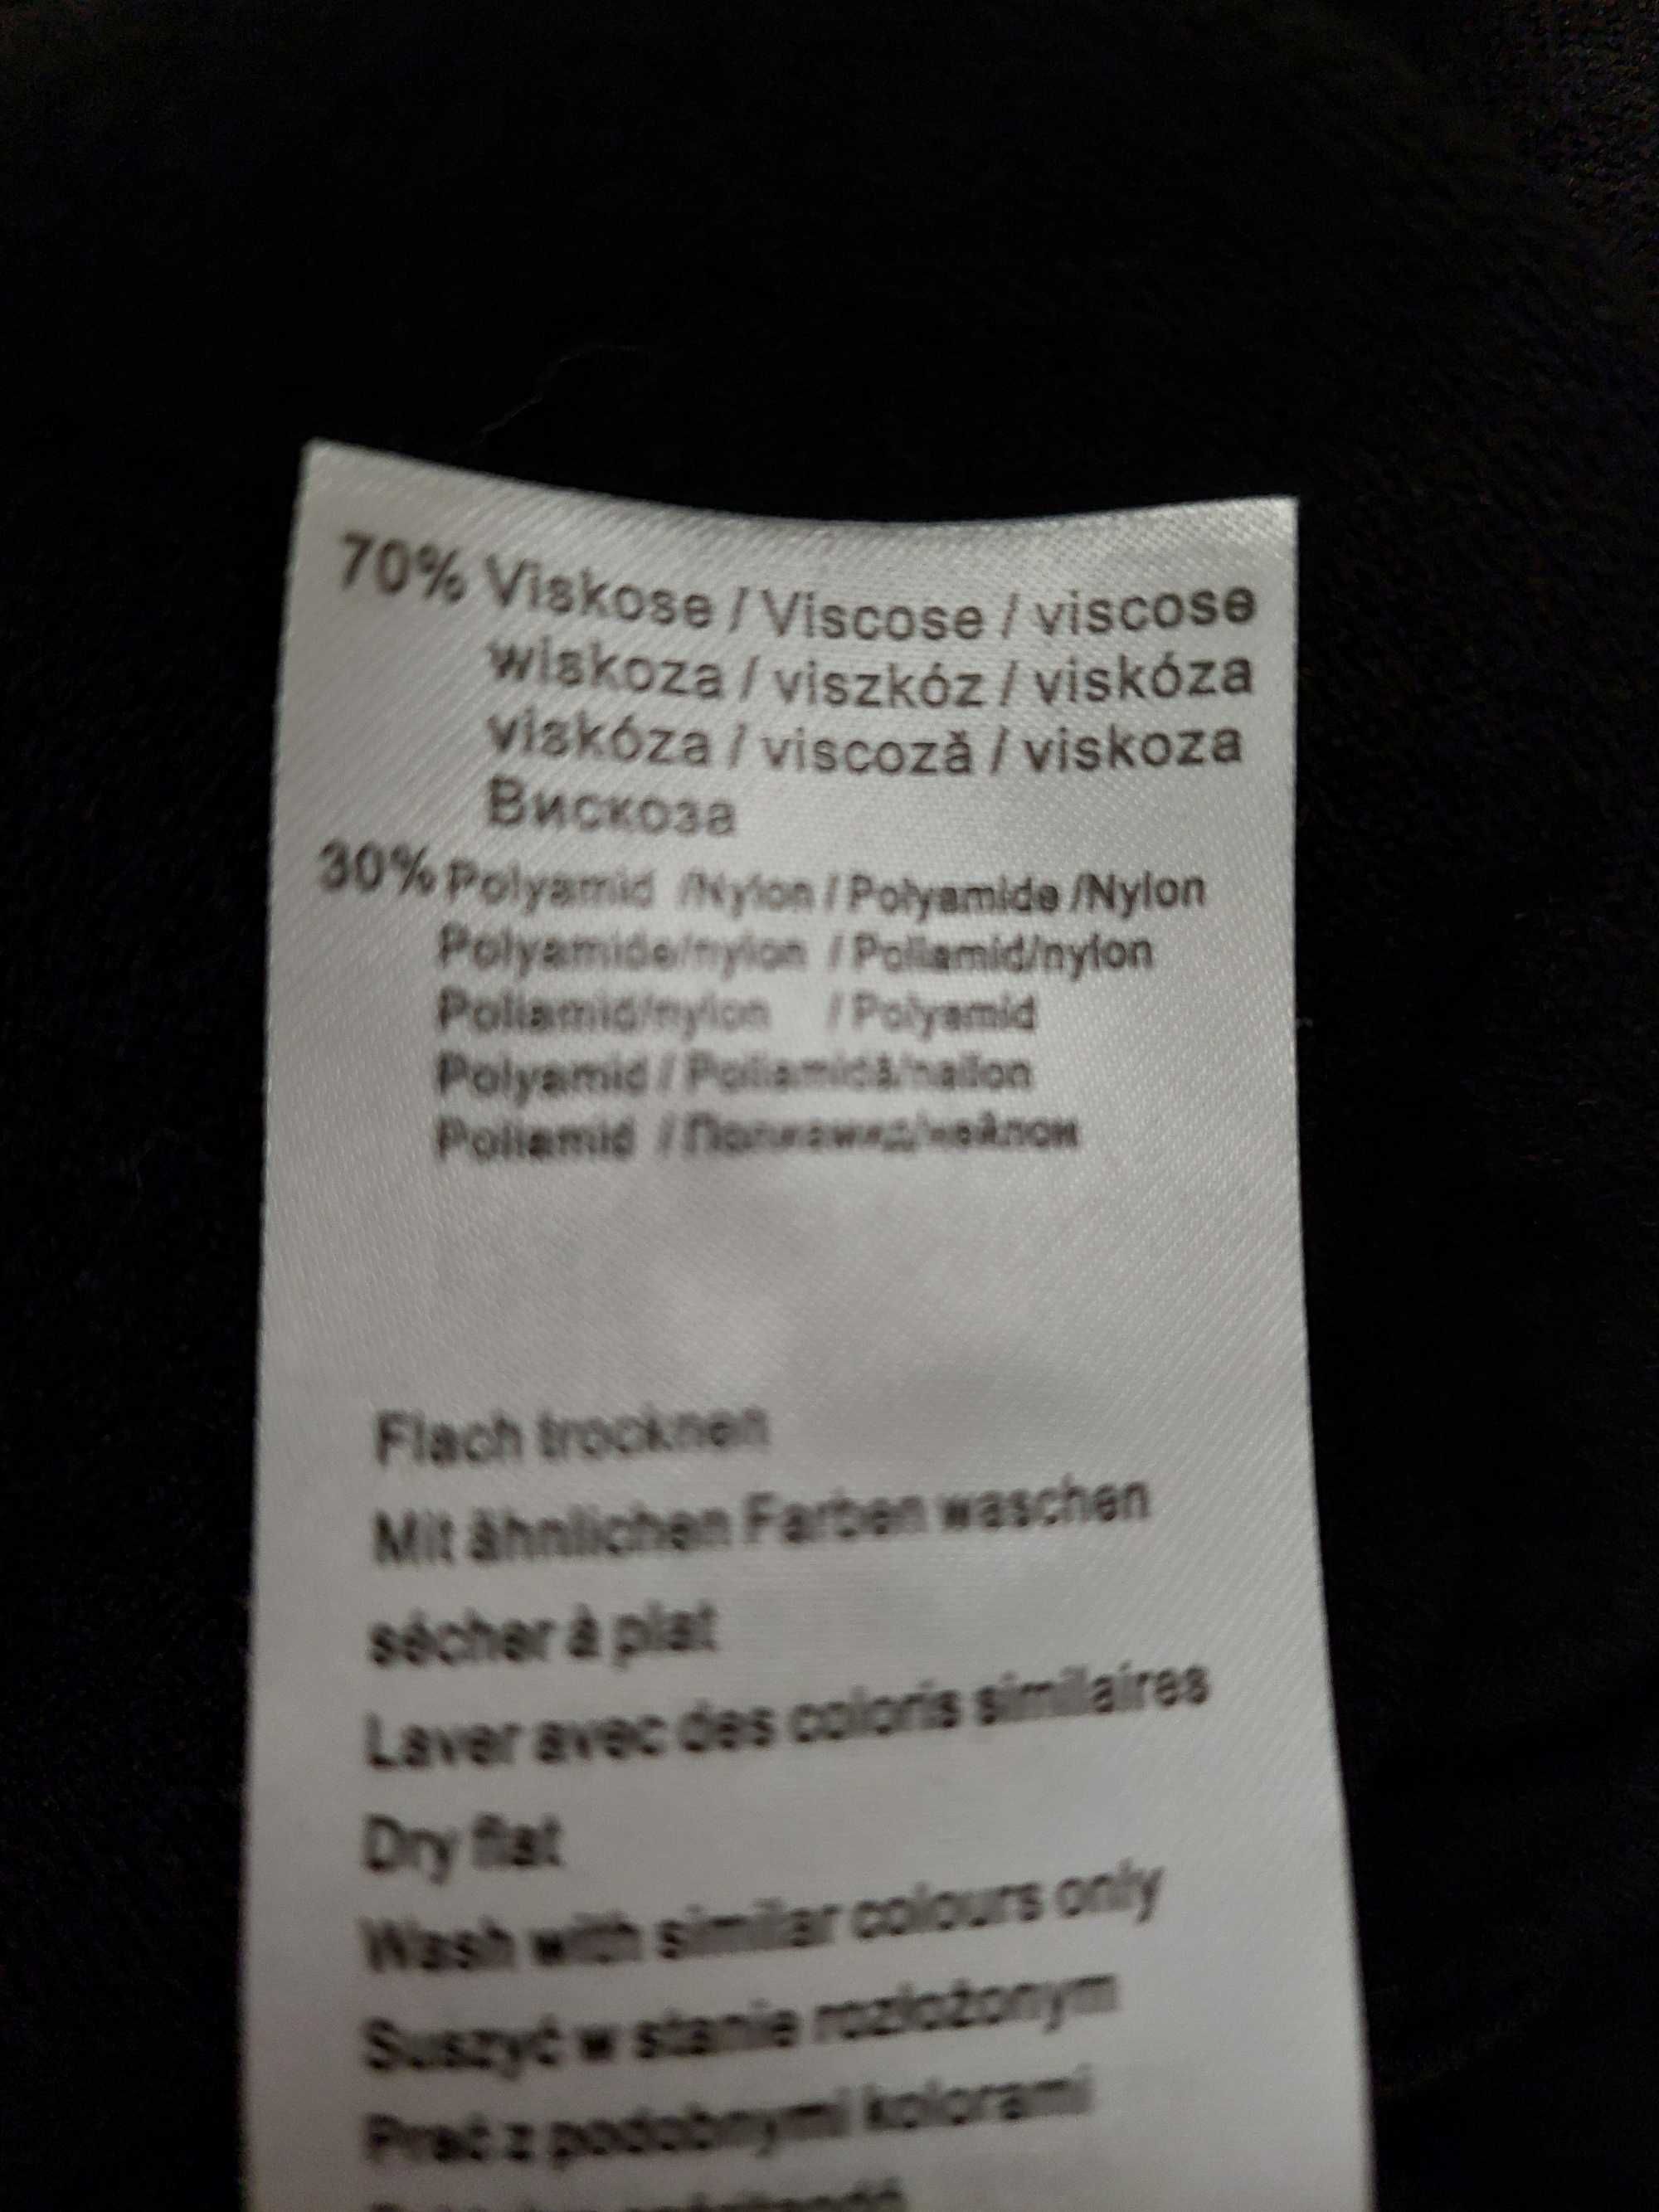 70% Viskose / Viscose / viscose
wiskoza / viszkóz / viskóza
viskóza / viscoză / viskoza
Вискоза
30% Polyamid /Nylon / Polyamide /Nylon
Polyamide/nylon / Poliamid/nylon
Poliamid/nylon / Polyamid
Polyamid / Poliamidă/nailon
Poliamid / Полиамид/нейлон
Flach trocknen
Mit ähnlichen Farben waschen
sécher à plat
Laver avec des coloris similaires
Dry flat
Wash with similar colours only
Suszyć w stanie rozłożonym
Prać z podobnymi kolorami